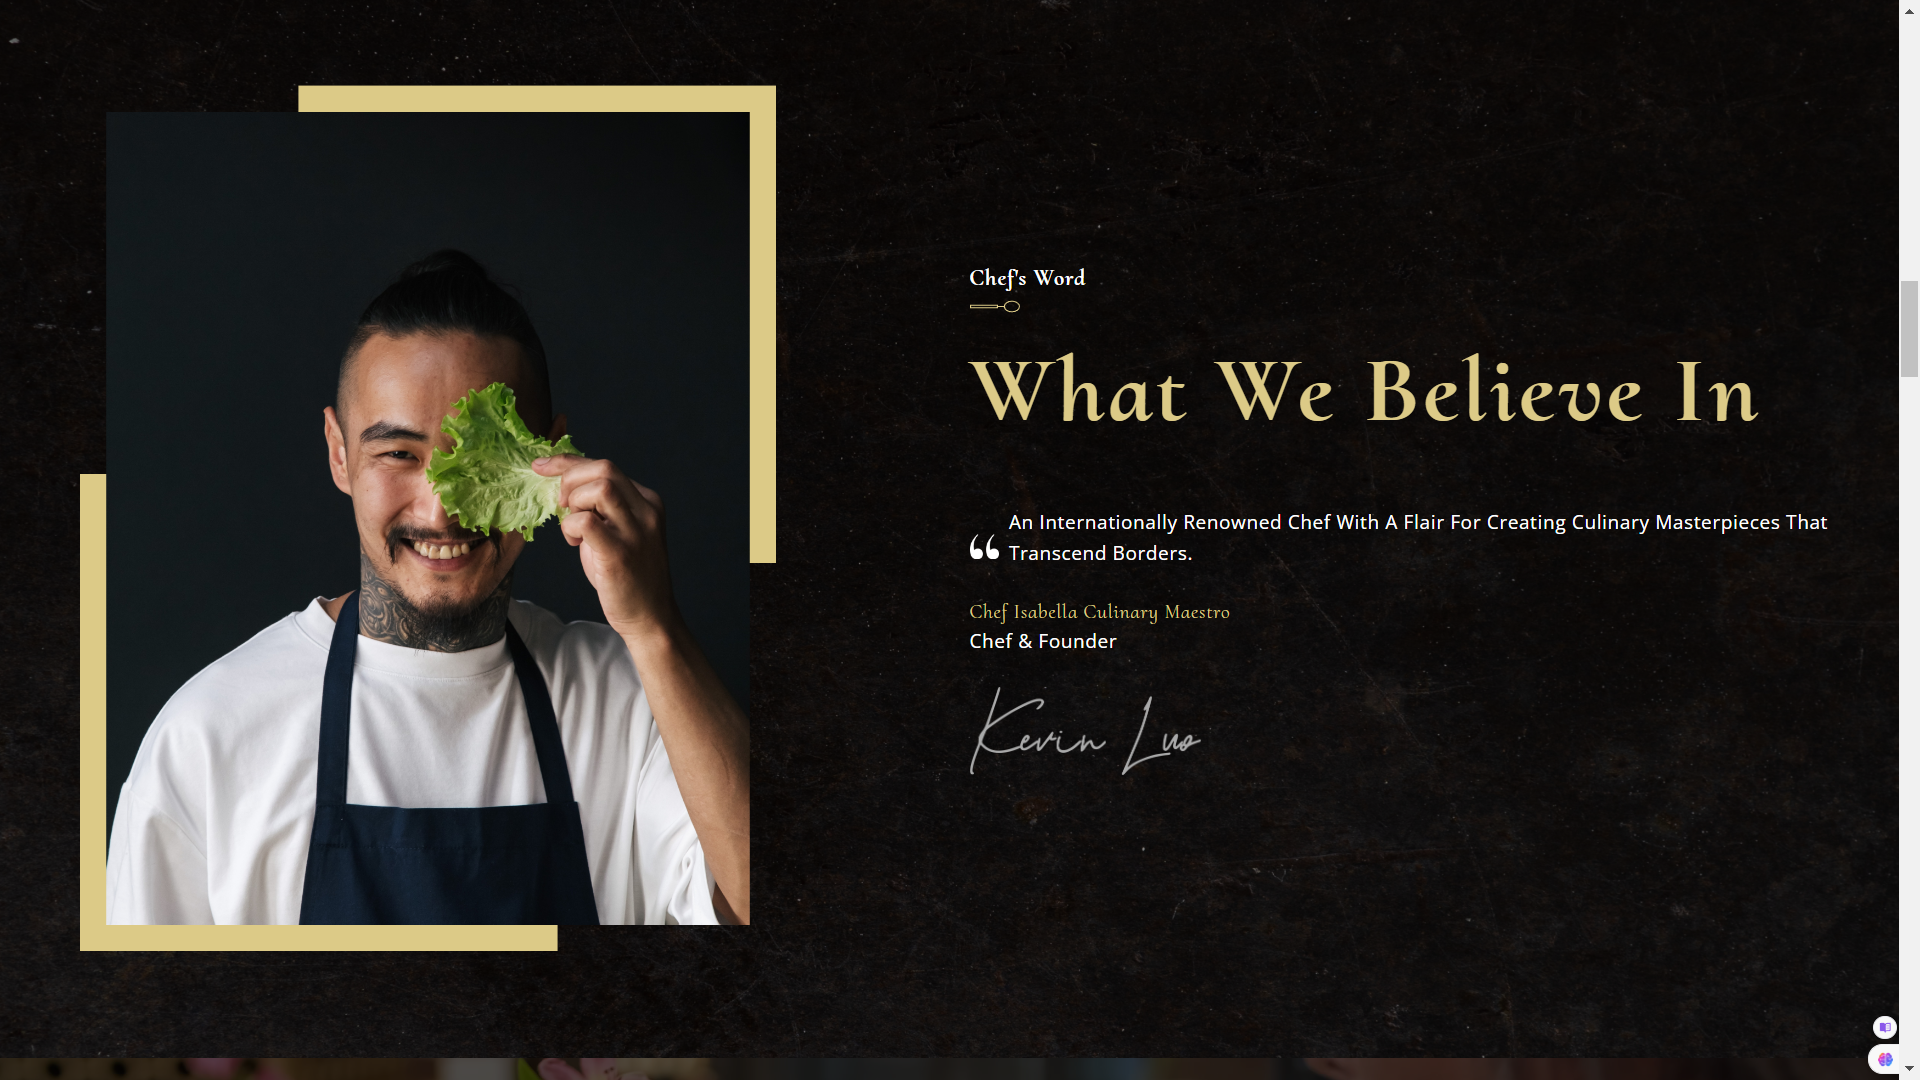 Chef's Word
What We Believe In
“ An Internationally Renowned Chef With A Flair For Creating Culinary Masterpieces That
Transcend Borders.
Chef Isabella Culinary Maestro
Chef & Founder
Kevin Luo